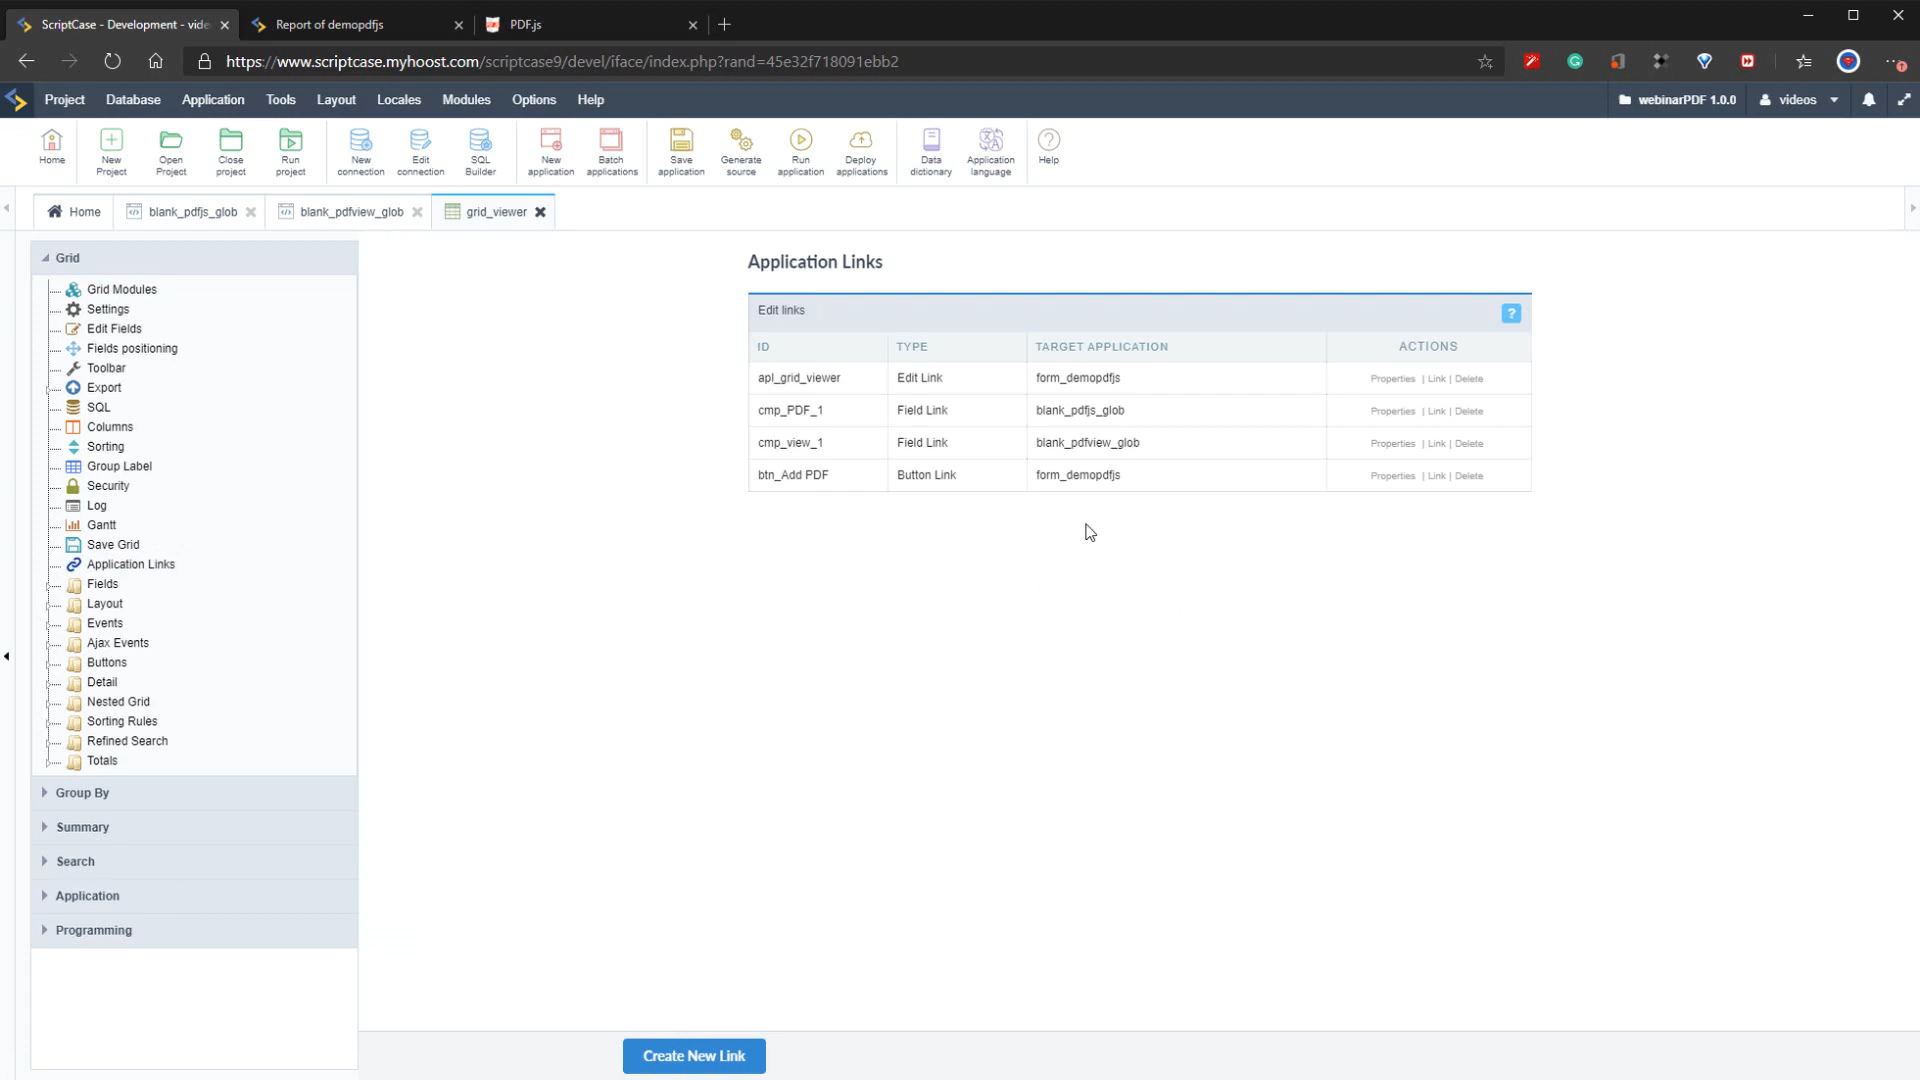 ScriptCase - Development - vide
Report of demopdfjs
PDF.js
https://www.scriptcase.myhoost.com/scriptcase9/devel/iface/index.php?rand=45e32f718091ebb2
Project Database Application Tools Layout Locales Modules Options Help
webinarPDF 1.0.0 videos
Home
New Project
Open Project
Close project
Run project
New connection
Edit connection
SQL Builder
New application
Batch applications
Save application
Generate source
Run application
Deploy applications
Data dictionary
Application language
Help
Home blank_pdfjs_glob blank_pdfview_glob grid_viewer
Grid
Grid Modules
Settings
Edit Fields
Fields positioning
Toolbar
Export
SQL
Columns
Sorting
Group Label
Security
Log
Gantt
Save Grid
Application Links
Fields
Layout
Events
Ajax Events
Buttons
Detail
Nested Grid
Sorting Rules
Refined Search
Totals
Group By
Summary
Search
Application
Programming
Application Links
Edit links ?
ID TYPE TARGET APPLICATION ACTIONS
apl_grid_viewer Edit Link form_demopdfjs Properties | Link | Delete
cmp_PDF_1 Field Link blank_pdfjs_glob Properties | Link | Delete
cmp_view_1 Field Link blank_pdfview_glob Properties | Link | Delete
btn_Add PDF Button Link form_demopdfjs Properties | Link | Delete
Create New Link